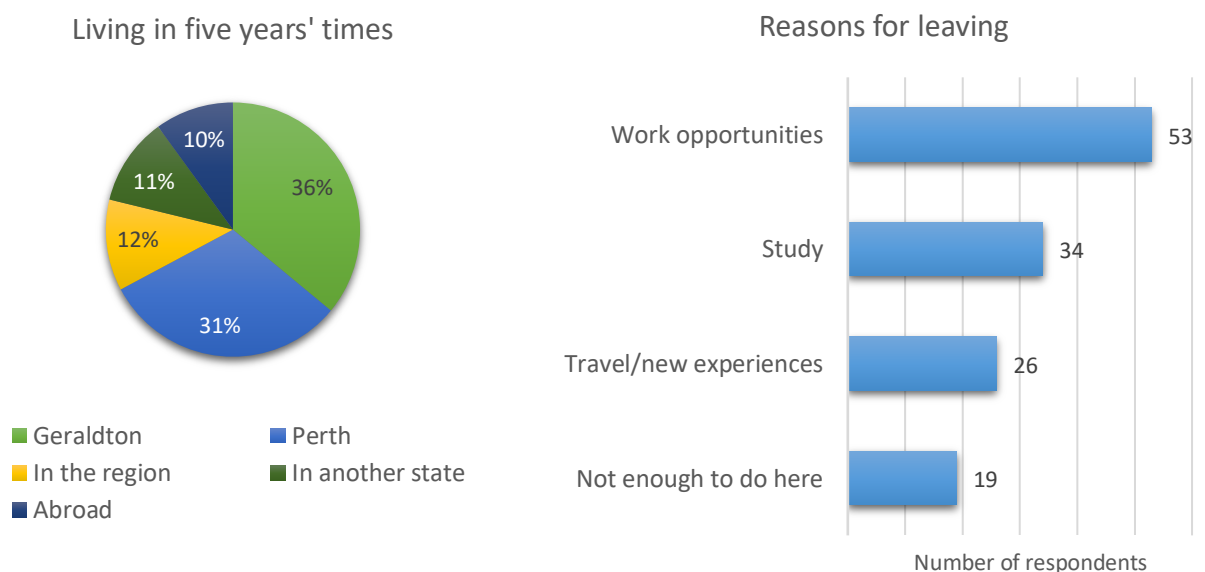 Living in five years' times
10%
36%
11%
12%
31%
Geraldton
Perth
In the region
In another state
Abroad
Reasons for leaving
Work opportunities
53
Study
34
Travel/new experiences
26
Not enough to do here
19
Number of respondents